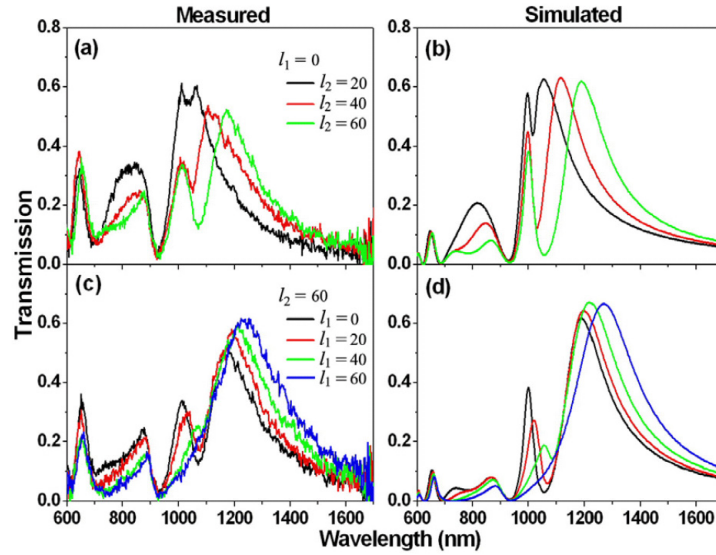 Measured
Simulated
(a)
l₁ = 0
l₂ = 20
l₂ = 40
l₂ = 60
(b)
0.8
0.6
0.4
0.2
0.0
(c)
l₂ = 60
l₁ = 0
l₁ = 20
l₁ = 40
l₁ = 60
(d)
0.6
0.4
0.2
0.0
600 800 1000 1200 1400 1600
600 800 1000 1200 1400 1600
Transmission
Wavelength (nm)